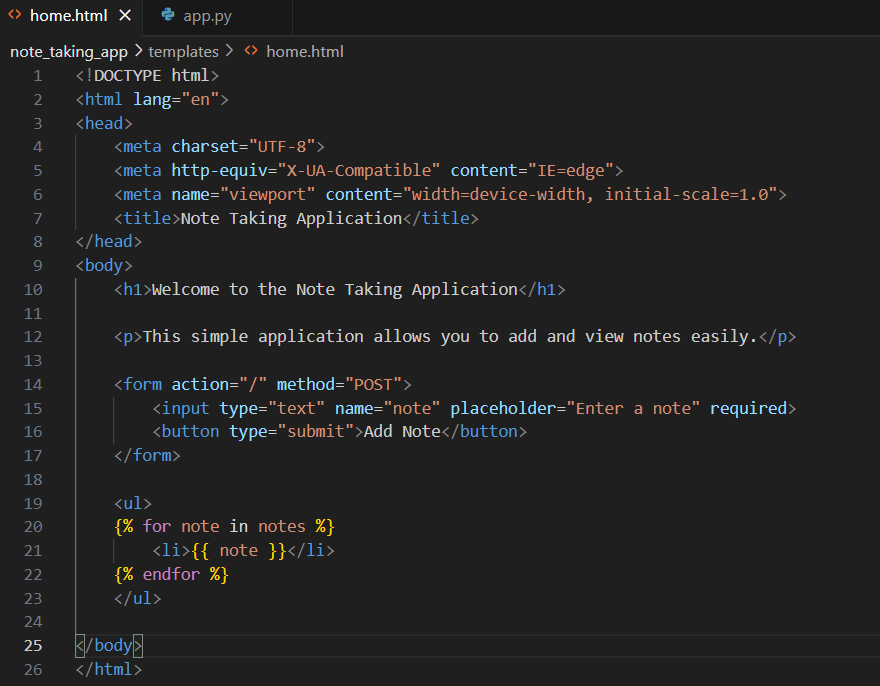 home.html app.py
note_taking_app > templates > home.html
1 <!DOCTYPE html>
2 <html lang="en">
3 <head>
4     <meta charset="UTF-8">
5     <meta http-equiv="X-UA-Compatible" content="IE=edge">
6     <meta name="viewport" content="width=device-width, initial-scale=1.0">
7     <title>Note Taking Application</title>
8 </head>
9 <body>
10     <h1>Welcome to the Note Taking Application</h1>
11
12     <p>This simple application allows you to add and view notes easily.</p>
13
14     <form action="/" method="POST">
15         <input type="text" name="note" placeholder="Enter a note" required>
16         <button type="submit">Add Note</button>
17     </form>
18
19     <ul>
20     {% for note in notes %}
21         <li>{{ note }}</li>
22     {% endfor %}
23     </ul>
24
25 </body>
26 </html>